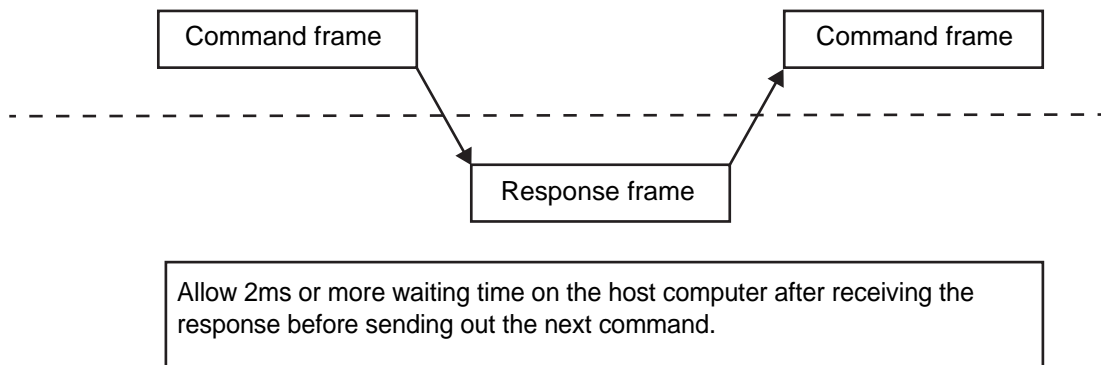 Command frame
Command frame
Response frame
Allow 2ms or more waiting time on the host computer after receiving the
response before sending out the next command.